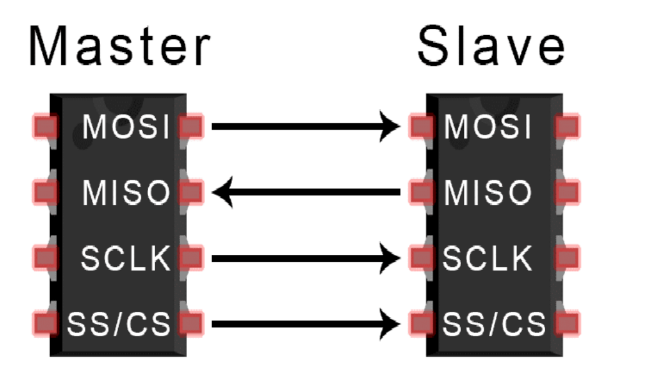 Master Slave
MOSI MOSI
MISO MISO
SCLK SCLK
SS/CS SS/CS